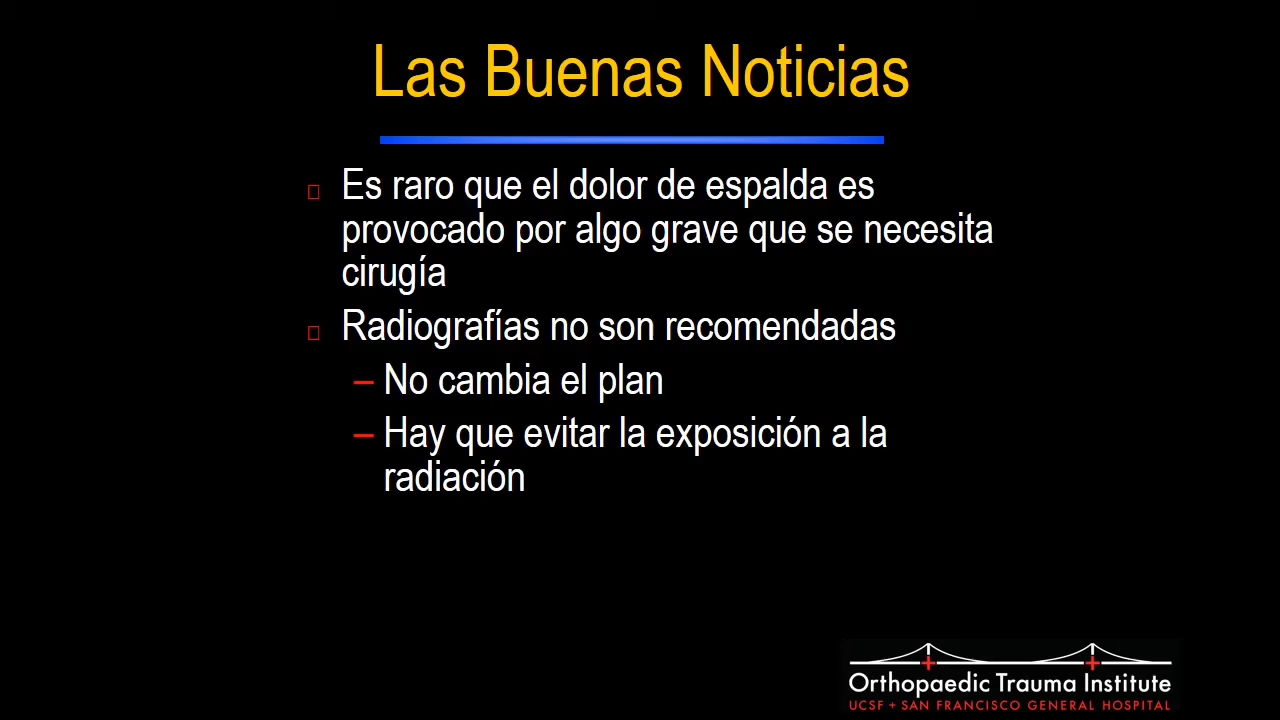 Las Buenas Noticias
Es raro que el dolor de espalda es
provocado por algo grave que se necesita
cirugía
Radiografías no son recomendadas
– No cambia el plan
– Hay que evitar la exposición a la
radiación
Orthopaedic Trauma Institute
UCSF + SAN FRANCISCO GENERAL HOSPITAL